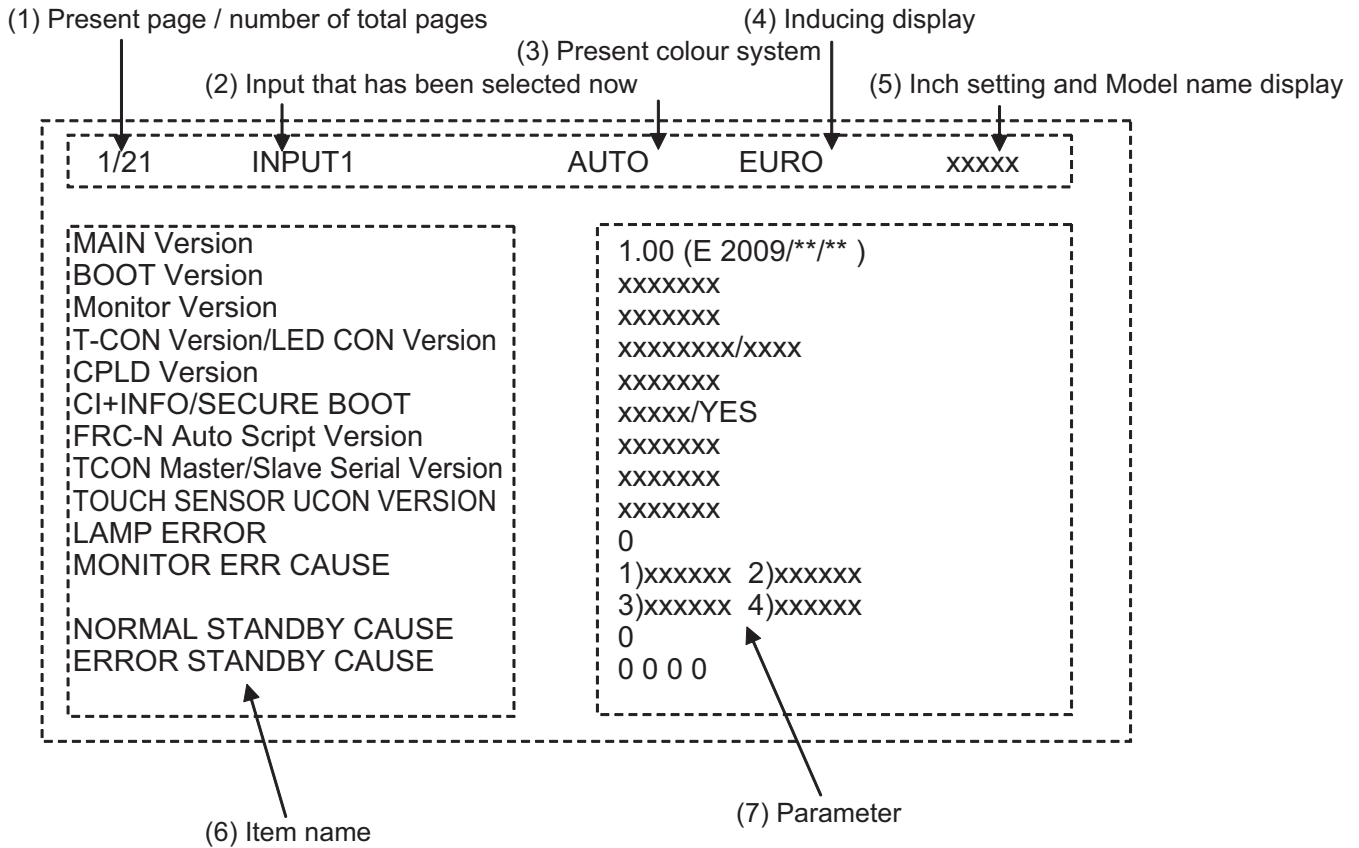 (1) Present page / number of total pages
(4) Inducing display
(3) Present colour system
(2) Input that has been selected now
(5) Inch setting and Model name display
1/21 INPUT1 AUTO EURO xxxxx
MAIN Version
BOOT Version
Monitor Version
T-CON Version/LED CON Version
CPLD Version
CI+INFO/SECURE BOOT
FRC-N Auto Script Version
TCON Master/Slave Serial Version
TOUCH SENSOR UCON VERSION
LAMP ERROR
MONITOR ERR CAUSE
NORMAL STANDBY CAUSE
ERROR STANDBY CAUSE
1.00 (E 2009/**/** )
xxxxxxx
xxxxxxx
xxxxxxxx/xxxx
xxxxxxx
xxxxx/YES
xxxxxxx
xxxxxxx
xxxxxxx
0
1)xxxxxx 2)xxxxxx
3)xxxxxx 4)xxxxxx
0
0 0 0 0
(7) Parameter
(6) Item name